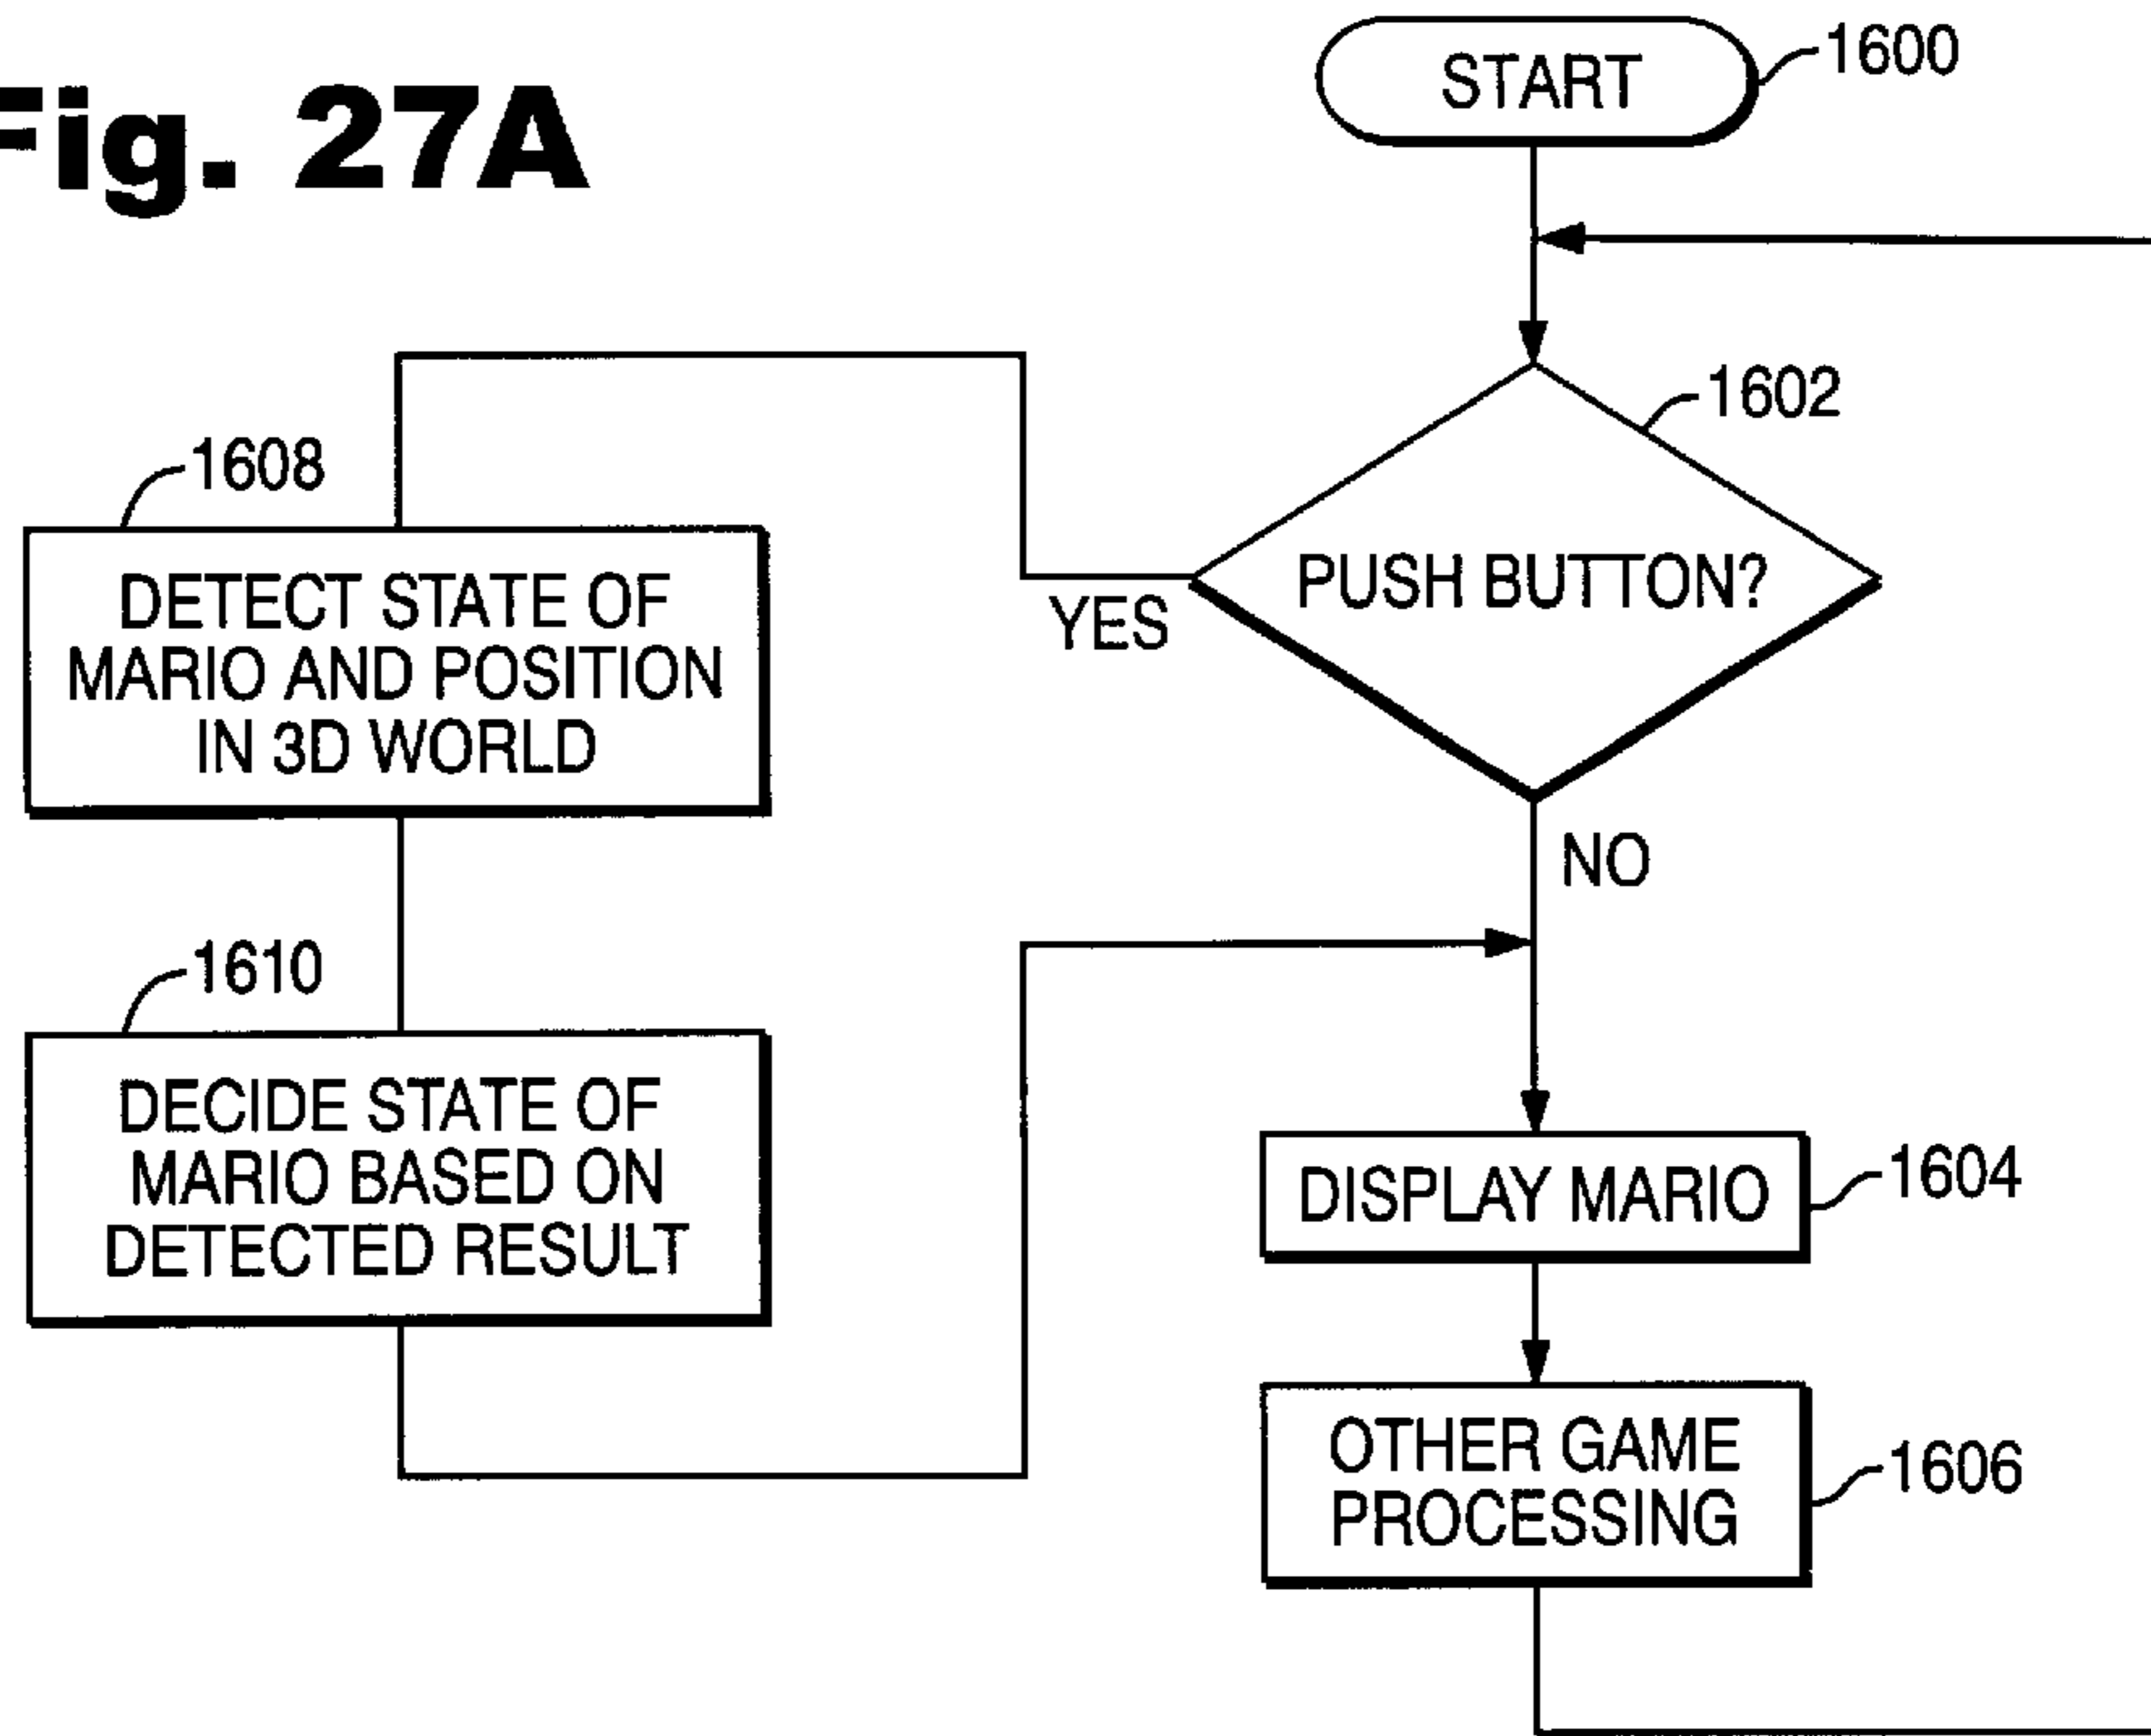 Fig. 27A
START
1600
1602
PUSH BUTTON?
YES
NO
1608
DETECT STATE OF
MARIO AND POSITION
IN 3D WORLD
1610
DECIDE STATE OF
MARIO BASED ON
DETECTED RESULT
DISPLAY MARIO
1604
OTHER GAME
PROCESSING
1606